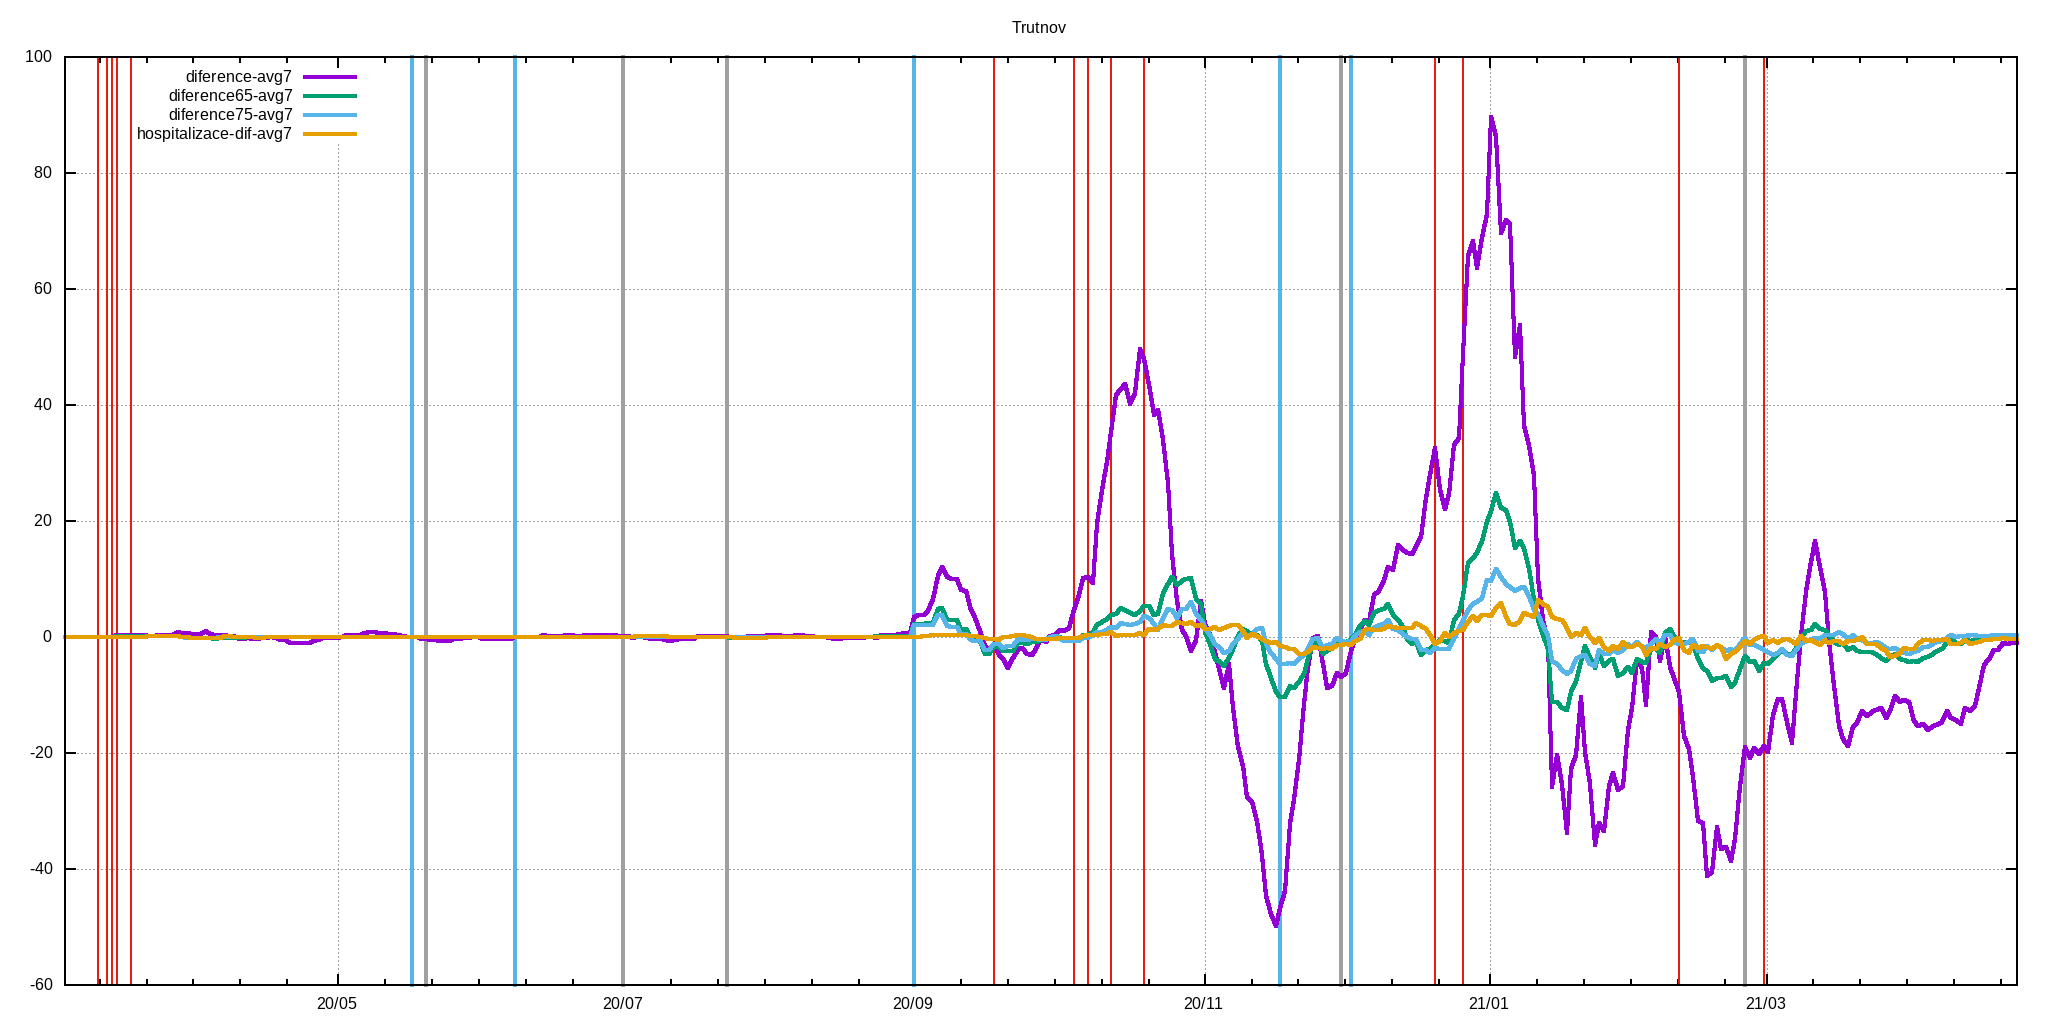 Trutnov
diference-avg7
diference65-avg7
diference75-avg7
hospitalizace-dif-avg7
100
80
60
40
20
0
-20
-40
-60
20/05 20/07 20/09 20/11 21/01 21/03